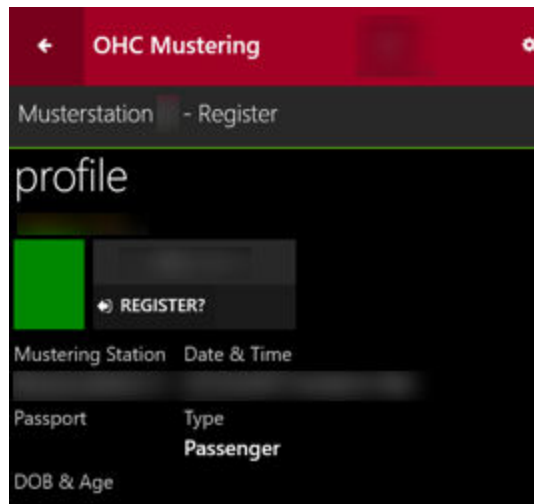 OHC Mustering
Musterstation - Register
profile
REGISTER?
Mustering Station Date & Time
Passport Type
Passenger
DOB & Age